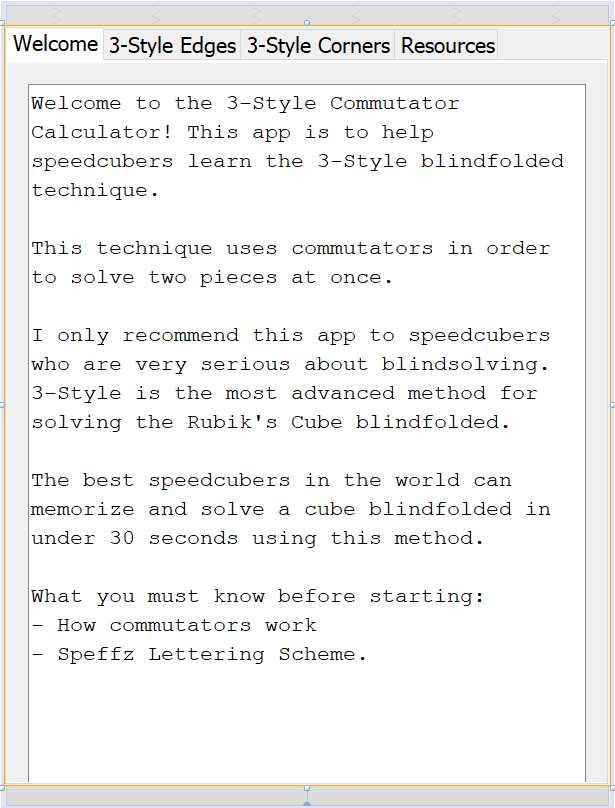 Welcome 3-Style Edges 3-Style Corners Resources
Welcome to the 3-Style Commutator
Calculator! This app is to help
speedcubers learn the 3-Style blindfolded
technique.
This technique uses commutators in order
to solve two pieces at once.
I only recommend this app to speedcubers
who are very serious about blindsolving.
3-Style is the most advanced method for
solving the Rubik's Cube blindfolded.
The best speedcubers in the world can
memorize and solve a cube blindfolded in
under 30 seconds using this method.
What you must know before starting:
- How commutators work
- Speffz Lettering Scheme.